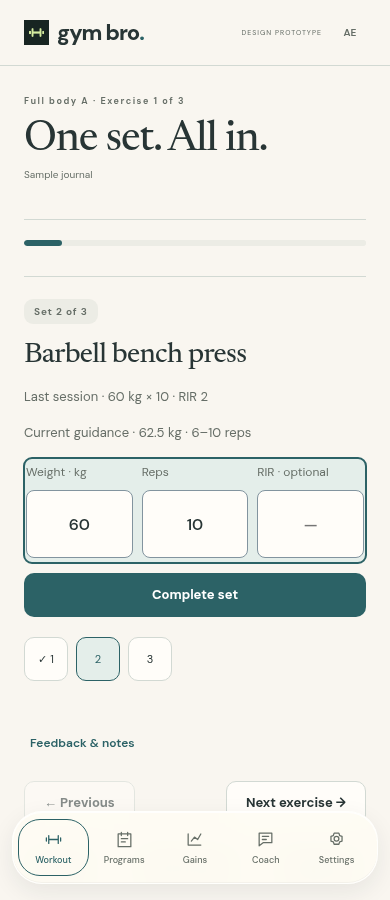 gym bro.
DESIGN PROTOTYPE
AE
Full body A · Exercise 1 of 3
One set. All in.
Sample journal
Set 2 of 3
Barbell bench press
Last session · 60 kg × 10 · RIR 2
Current guidance · 62.5 kg · 6–10 reps
Weight · kg Reps RIR · optional
60 10 —
Complete set
✓ 1 2 3
Feedback & notes
← Previous Next exercise →
Workout Programs Gains Coach Settings